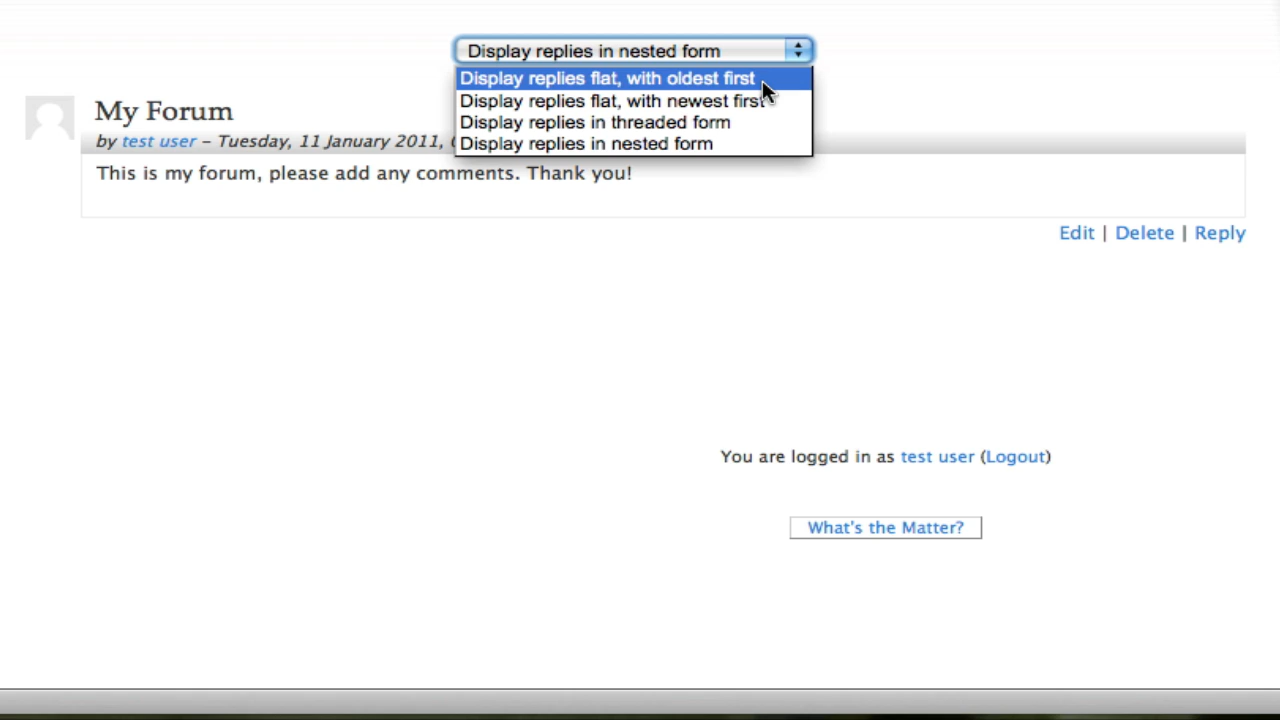 Display replies in nested form
Display replies flat, with oldest first
Display replies flat, with newest first
Display replies in threaded form
Display replies in nested form
My Forum
by test user – Tuesday, 11 January 2011,
This is my forum, please add any comments. Thank you!
Edit | Delete | Reply
You are logged in as test user (Logout)
What's the Matter?